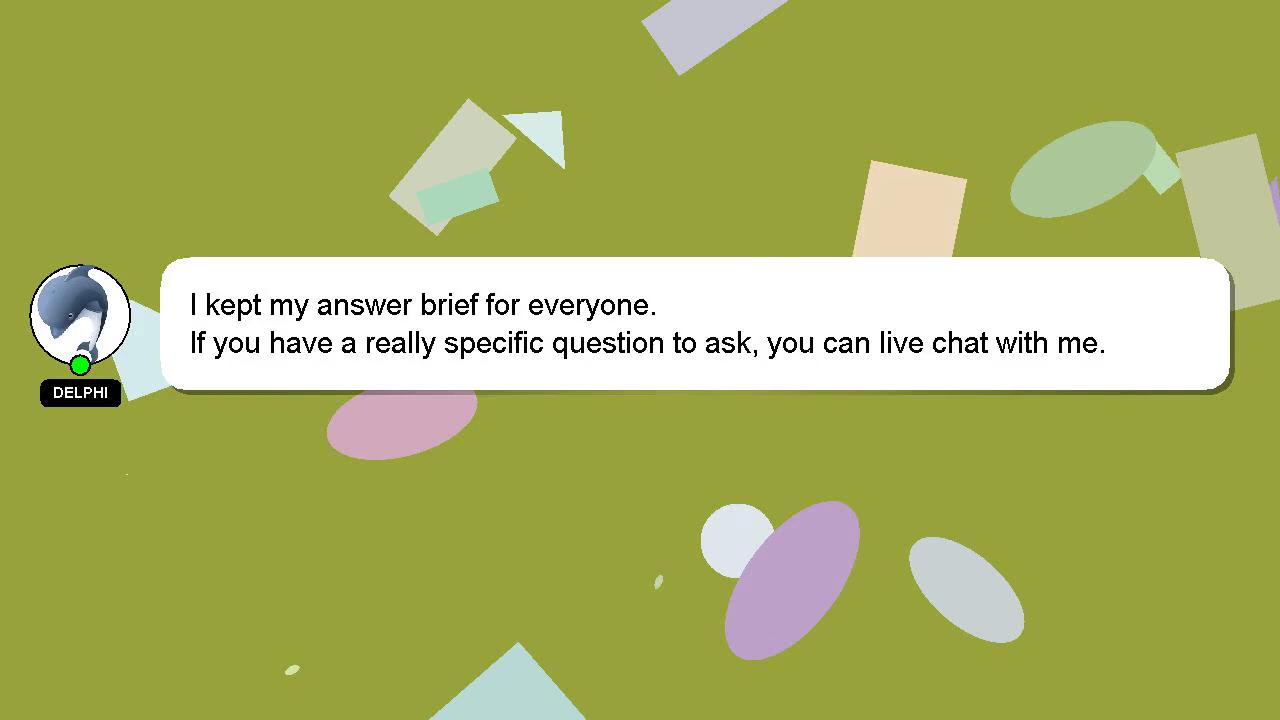 I kept my answer brief for everyone.
If you have a really specific question to ask, you can live chat with me.
DELPHI